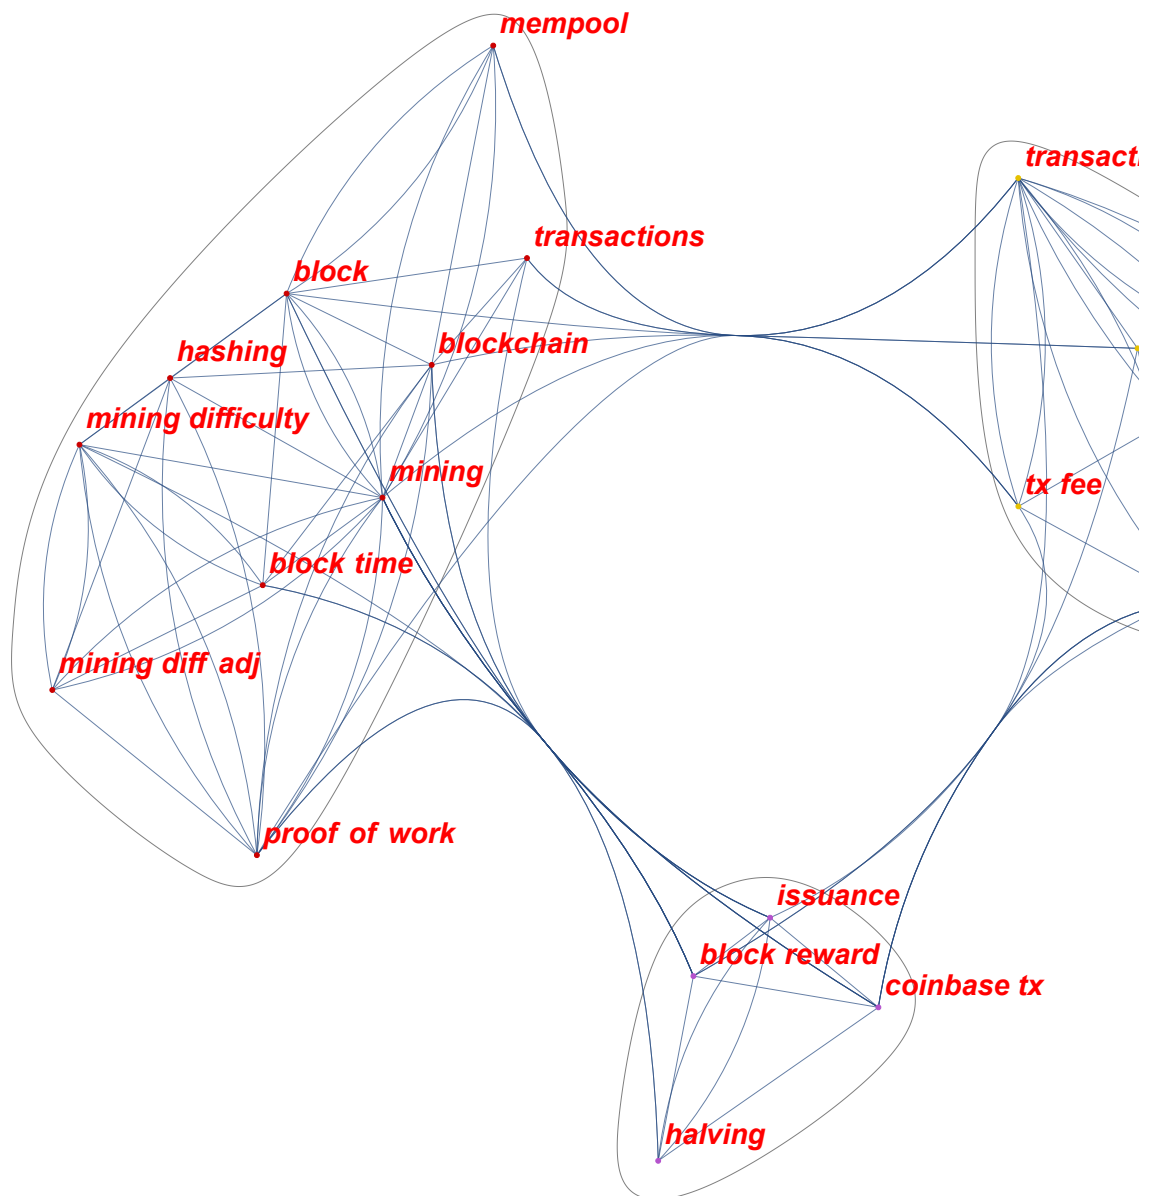 mempool
transacti
transactions
block
blockchain
hashing
mining difficulty
mining
tx fee
block time
mining diff adj
proof of work
issuance
block reward
coinbase tx
halving